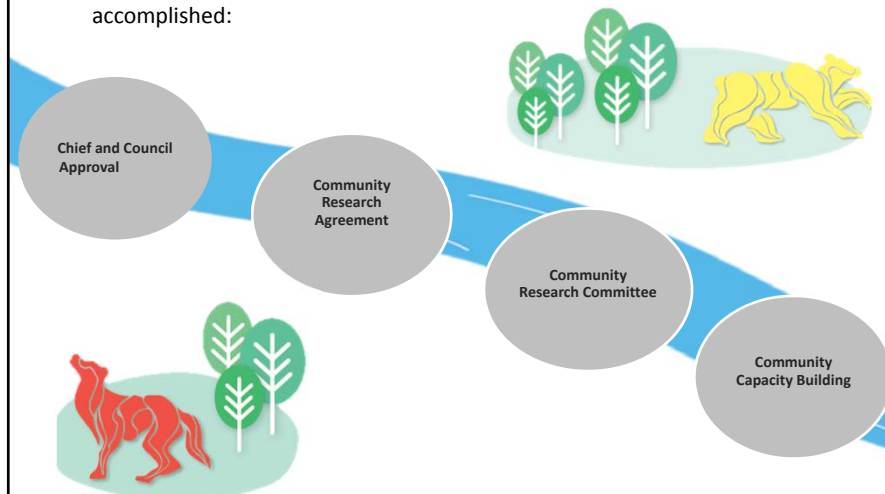 accomplished:
Chief and Council
Approval
Community
Research
Agreement
Community
Research Committee
Community
Capacity Building